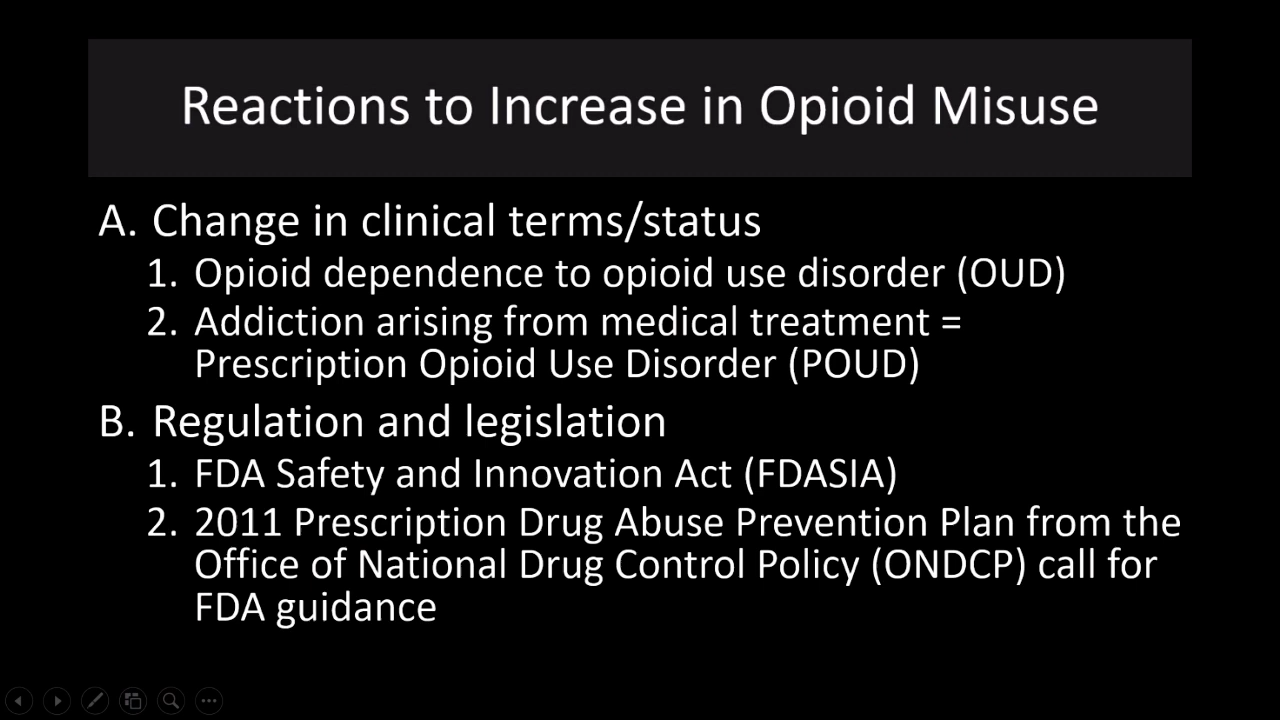 Reactions to Increase in Opioid Misuse
A. Change in clinical terms/status
1. Opioid dependence to opioid use disorder (OUD)
2. Addiction arising from medical treatment =
Prescription Opioid Use Disorder (POUD)
B. Regulation and legislation
1. FDA Safety and Innovation Act (FDASIA)
2. 2011 Prescription Drug Abuse Prevention Plan from the
Office of National Drug Control Policy (ONDCP) call for
FDA guidance